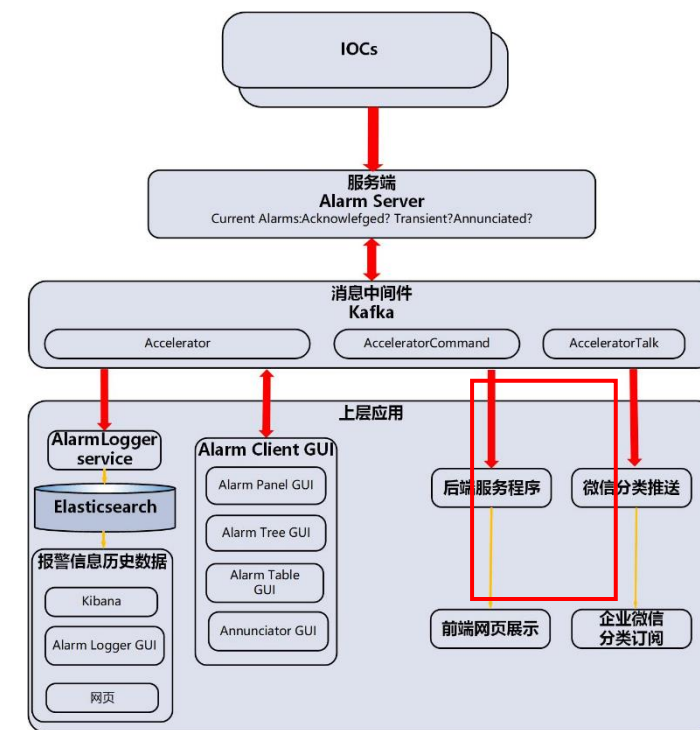 IOCs
服务端
Alarm Server
Current Alarms:Acknowlefged? Transient?Annunciated?
消息中间件
Kafka
Accelerator
AcceleratorCommand
AcceleratorTalk
上层应用
AlarmLogger
service
Elasticsearch
报警信息历史数据
Kibana
Alarm Logger GUI
网页
Alarm Client GUI
Alarm Panel GUI
Alarm Tree GUI
Alarm Table
GUI
Annunciator GUI
后端服务程序
前端网页展示
微信分类推送
企业微信
分类订阅